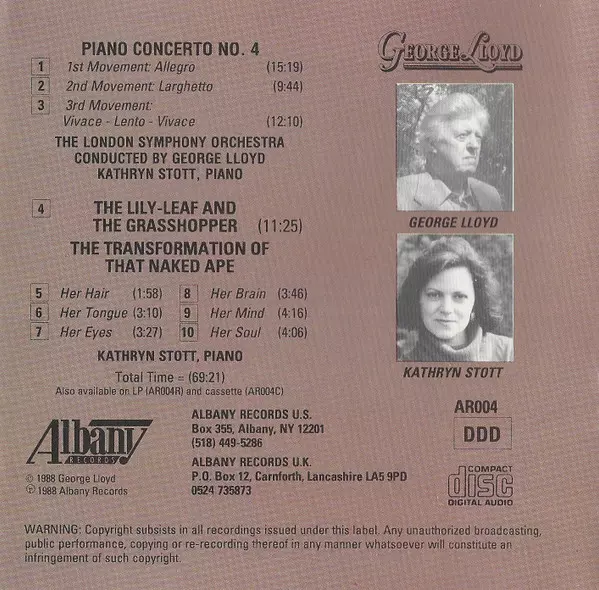 PIANO CONCERTO NO. 4
1 1st Movement: Allegro (15:19)
2 2nd Movement: Larghetto (9:44)
3 3rd Movement:
Vivace - Lento - Vivace (12:10)
THE LONDON SYMPHONY ORCHESTRA
CONDUCTED BY GEORGE LLOYD
KATHRYN STOTT, PIANO
4 THE LILY-LEAF AND
THE GRASSHOPPER (11:25)
THE TRANSFORMATION OF
THAT NAKED APE
5 Her Hair (1:58) 8 Her Brain (3:46)
6 Her Tongue (3:10) 9 Her Mind (4:16)
7 Her Eyes (3:27) 10 Her Soul (4:06)
KATHRYN STOTT, PIANO
Total Time = (69:21)
Also available on LP (AR004R) and cassette (AR004C)
GEORGE LLOYD
GEORGE LLOYD
KATHRYN STOTT
Albany
RECORDS
© 1988 George Lloyd
℗ 1988 Albany Records
ALBANY RECORDS U.S.
Box 355, Albany, NY 12201
(518) 449-5286
ALBANY RECORDS U.K.
P.O. Box 12, Carnforth, Lancashire LA5 9PD
0524 735873
AR004
DDD
COMPACT
disc
DIGITAL AUDIO
WARNING: Copyright subsists in all recordings issued under this label. Any unauthorized broadcasting,
public performance, copying or re-recording thereof in any manner whatsoever will constitute an
infringement of such copyright.